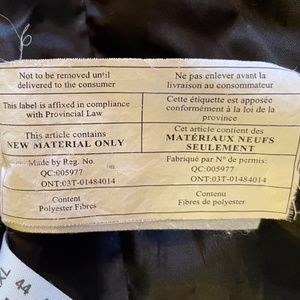 Not to be removed until
delivered to the consumer
Ne pas enlever avant la
livraison au consommateur
This label is affixed in compliance
with Provincial Law
Cette étiquette est apposée
conformément à la loi de la
province
This article contains
NEW MATERIAL ONLY
Cet article contient des
MATÉRIAUX NEUFS
SEULEMENT
Made by Reg. No.
QC:005977
ONT:03T-01484014
Fabriqué par N° de permis:
QC:005977
ONT:03T-01484014
Content
Polyester Fibres
Contenu
Fibres de polyester
XL
44